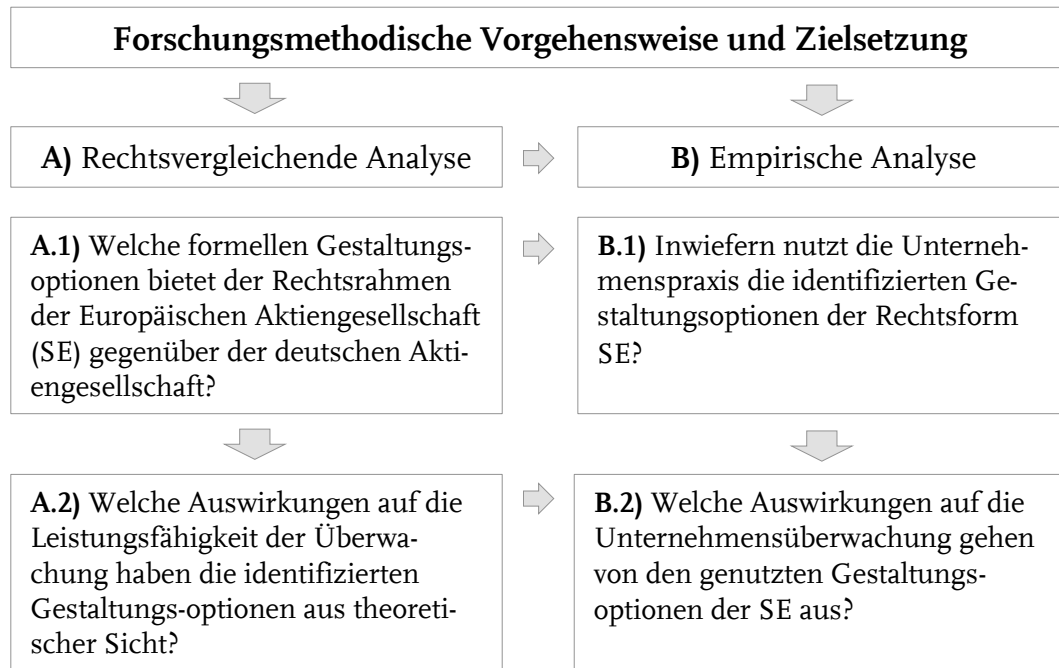 Forschungsmethodische Vorgehensweise und Zielsetzung
A) Rechtsvergleichende Analyse
B) Empirische Analyse
A.1) Welche formellen Gestaltungs-
optionen bietet der Rechtsrahmen
der Europäischen Aktiengesellschaft
(SE) gegenüber der deutschen Akti-
engesellschaft?
B.1) Inwiefern nutzt die Unterneh-
menspraxis die identifizierten Ge-
staltungsoptionen der Rechtsform
SE?
A.2) Welche Auswirkungen auf die
Leistungsfähigkeit der Überwa-
chung haben die identifizierten
Gestaltungs-optionen aus theoreti-
scher Sicht?
B.2) Welche Auswirkungen auf die
Unternehmensüberwachung gehen
von den genutzten Gestaltungs-
optionen der SE aus?